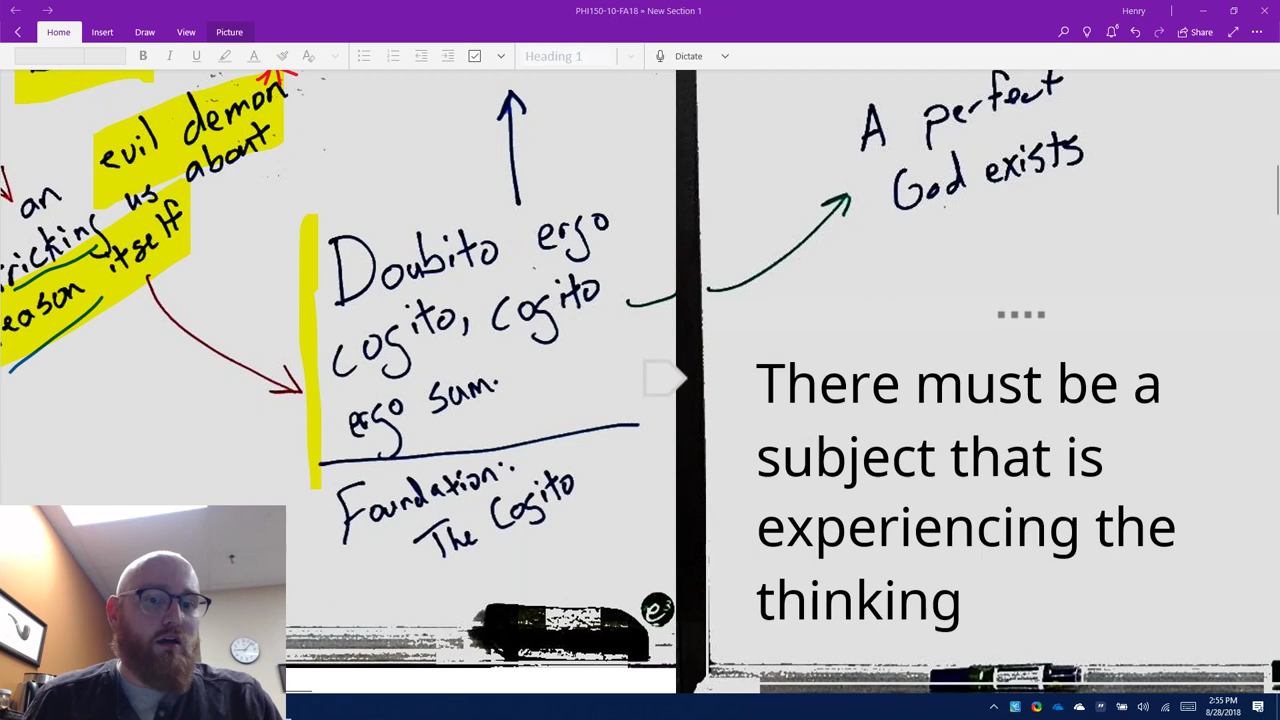 PHI150-10-FA18 » New Section 1
Henry
Home
Insert
Draw
View
Picture
Share
B
I
U
A
Heading 1
Dictate
evil demon
an
tricking us about
reason itself
Doubito ergo
cogito, cogito
ergo sum.
Foundation:
The Cogito
A perfect
God exists
There must be a
subject that is
experiencing the
thinking
2:55 PM
8/28/2018